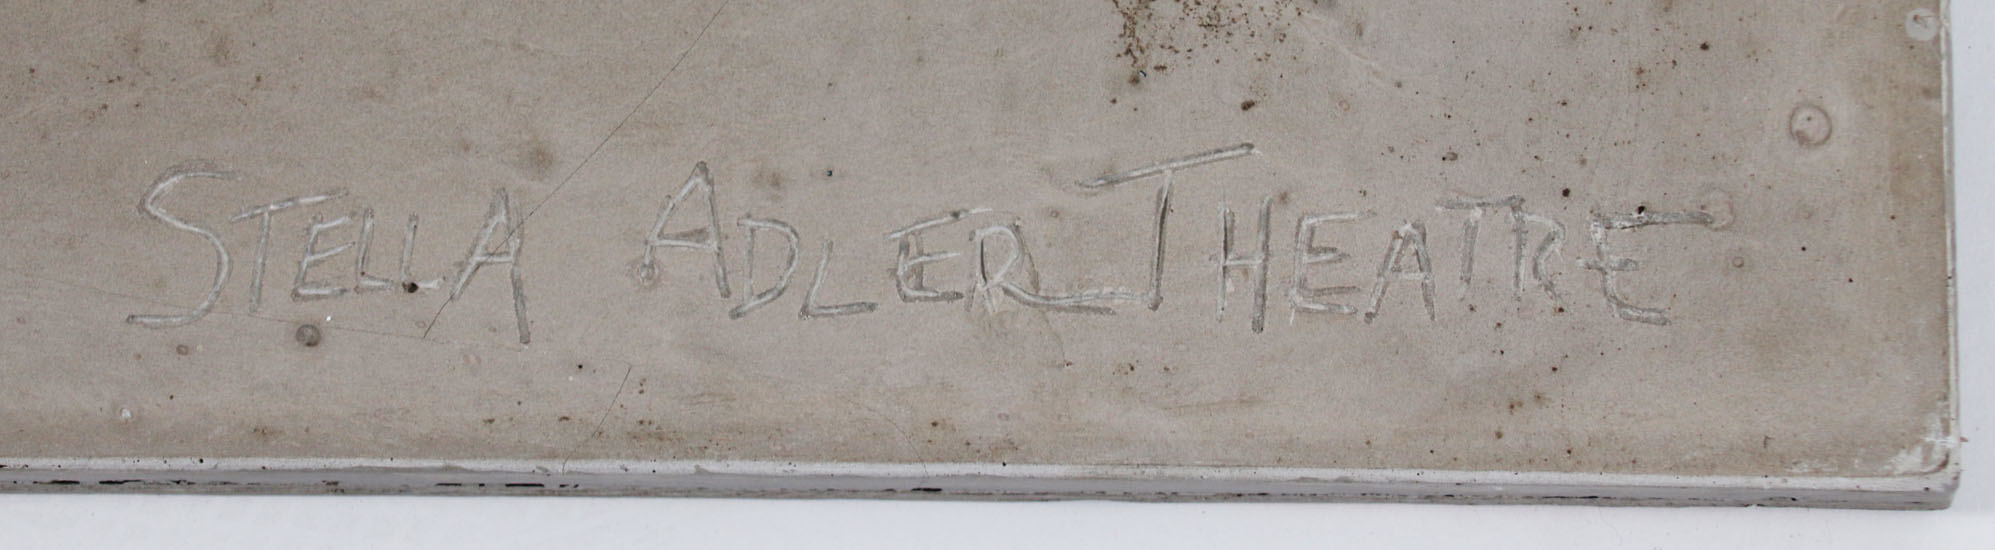 STELLA ADLER THEATRE